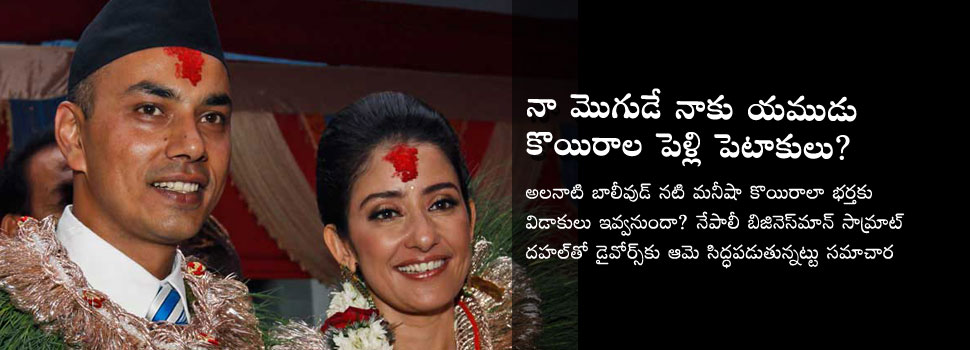 నా మొగుడే నాకు యముడు
కొయిరాల పెళ్లి పెటాకులు?
అలనాటి బాలీవుడ్ నటి మనీషా కొయిరాలా భర్తకు
విడాకులు ఇవ్వనుందా? నేపాలీ బిజినెస్‌మాన్ సామ్రాట్
దహల్‌తో డైవోర్స్‌కు ఆమె సిద్ధపడుతున్నట్టు సమాచార